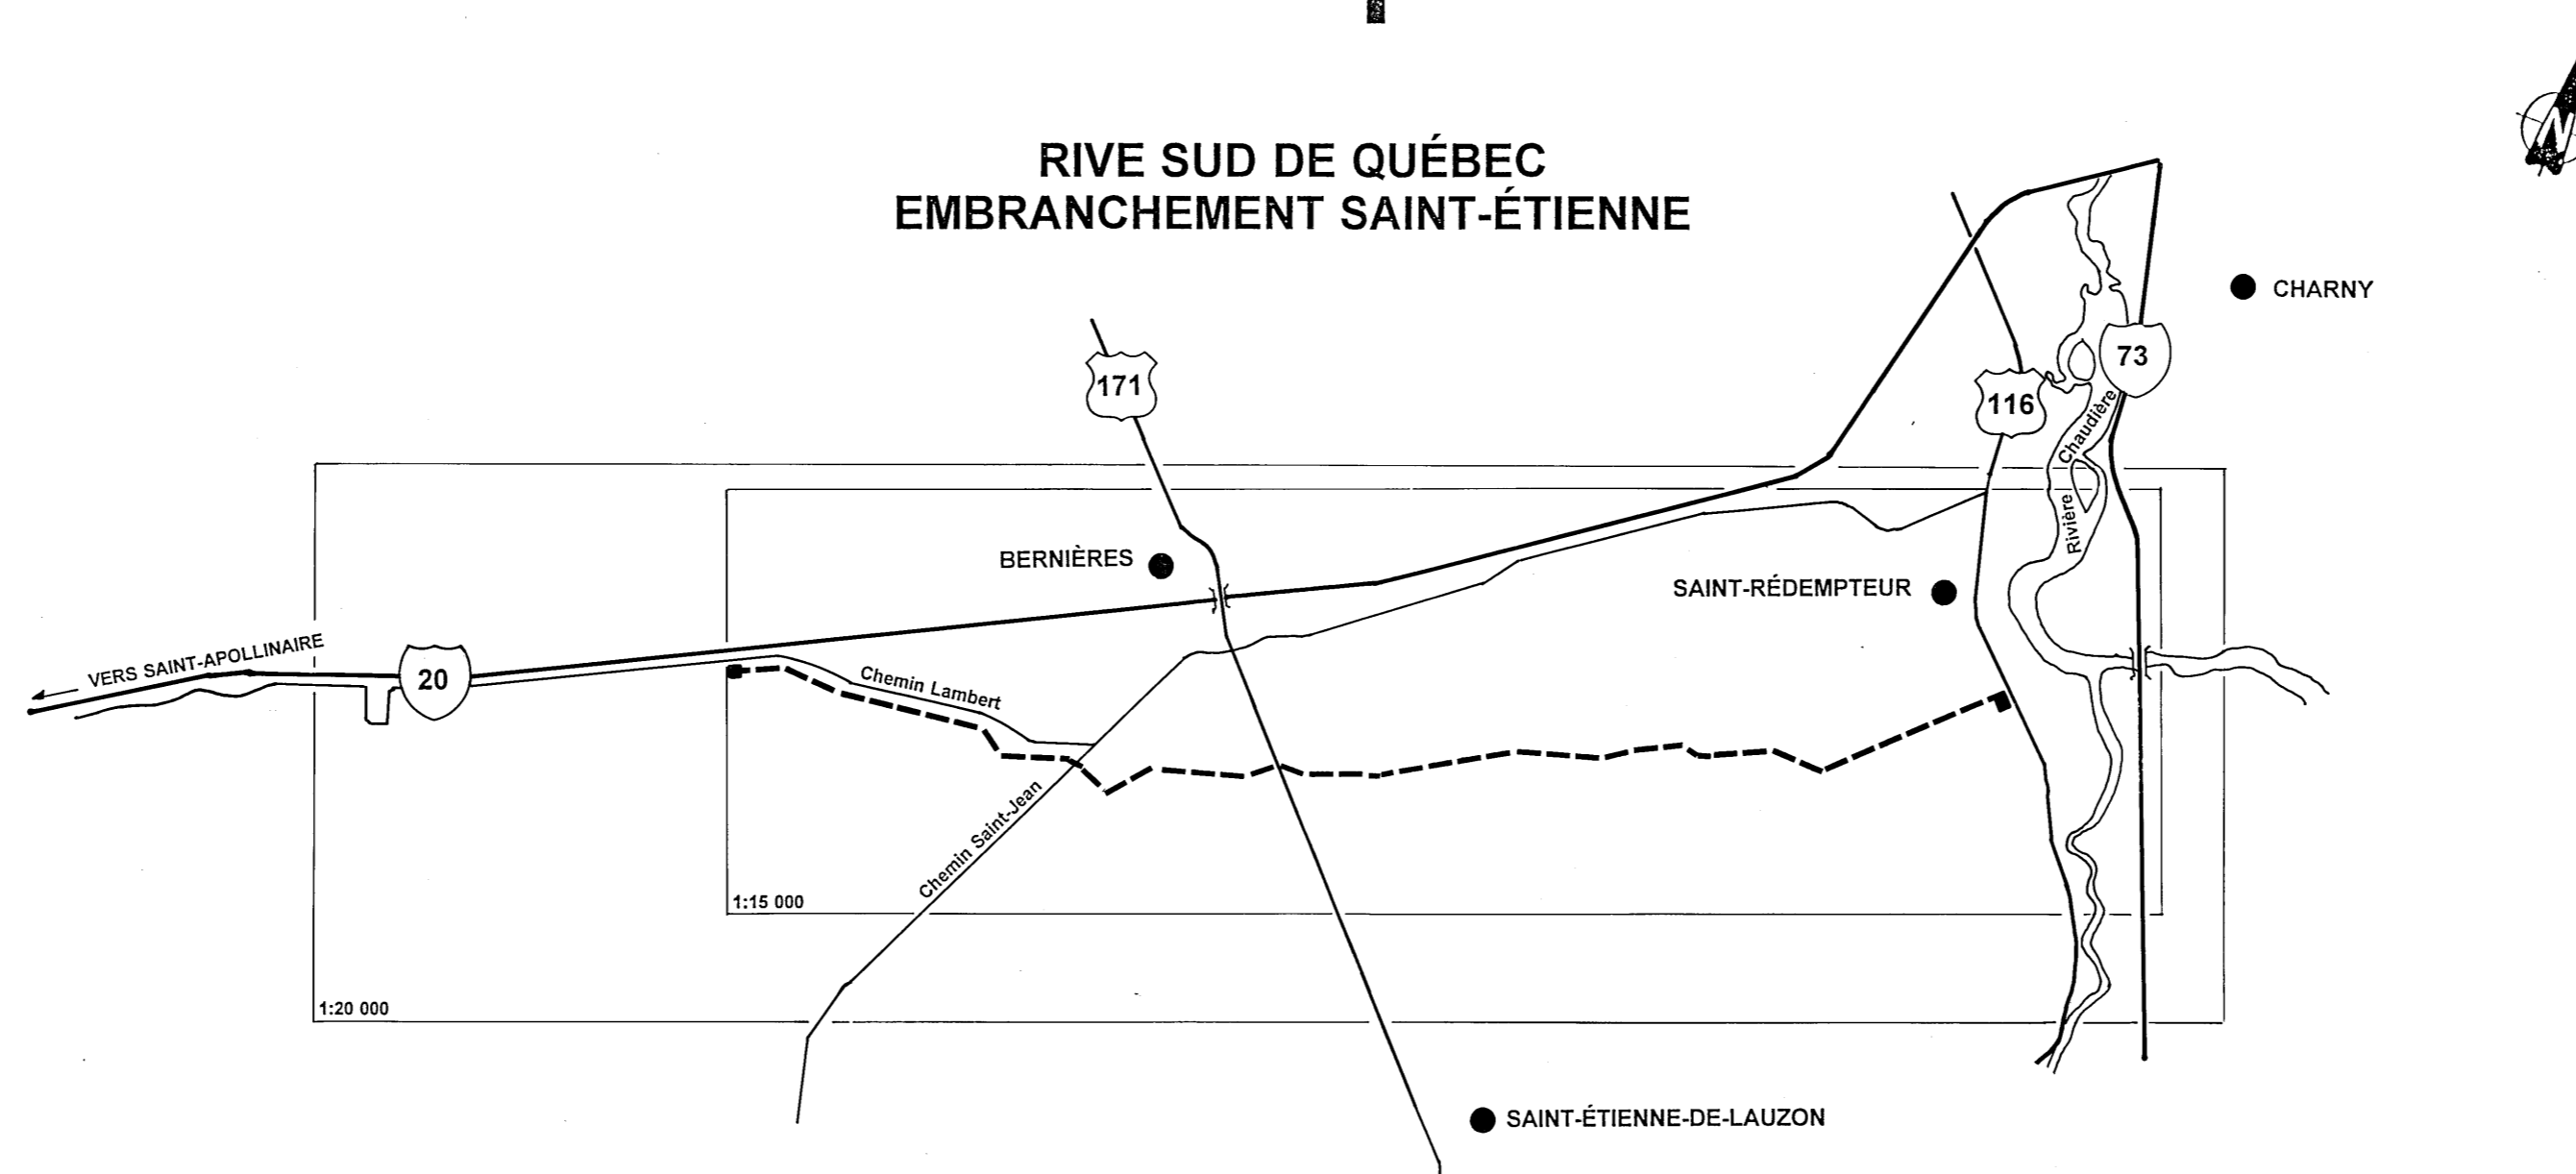 RIVE SUD DE QUÉBEC
EMBRANCHEMENT SAINT-ÉTIENNE
N
CHARNY
73
171
116
Rivière Chaudière
BERNIÈRES
SAINT-RÉDEMPTEUR
VERS SAINT-APOLLINAIRE
20
Chemin Lambert
Chemin Saint-Jean
1:15 000
1:20 000
SAINT-ÉTIENNE-DE-LAUZON